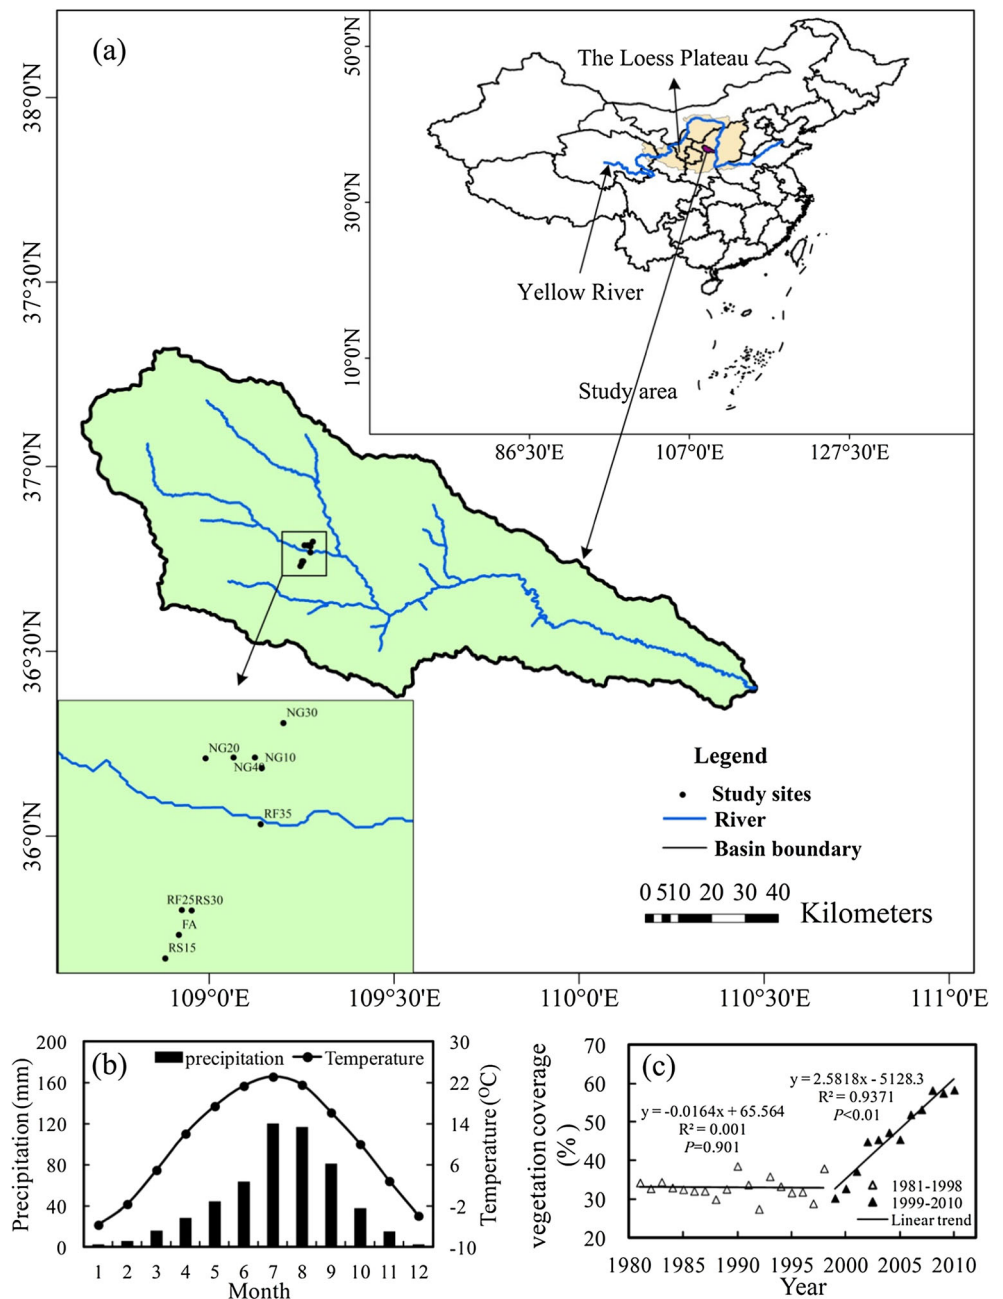 (a)
The Loess Plateau
Yellow River
Study area
50°0'N
30°0'N
10°0'N
86°30'E
107°0'E
127°30'E
38°0'N
37°30'N
37°0'N
36°30'N
36°0'N
NG30
NG20
NG10
NG40
RF35
RF25
RS30
FA
RS15
Legend
Study sites
River
Basin boundary
0 5 10 20 30 40
Kilometers
109°0'E
109°30'E
110°0'E
110°30'E
111°0'E
(b)
precipitation
Temperature
Precipitation (mm)
200
160
120
80
40
0
Temperature (°C)
30
22
14
6
-2
-10
1 2 3 4 5 6 7 8 9 10 11 12
Month
(c)
vegetation coverage
(%)
70
60
50
40
30
20
y = -0.0164x + 65.564
R² = 0.001
P=0.901
y = 2.5818x - 5128.3
R² = 0.9371
P<0.01
1981-1998
1999-2010
Linear trend
1980 1985 1990 1995 2000 2005 2010
Year